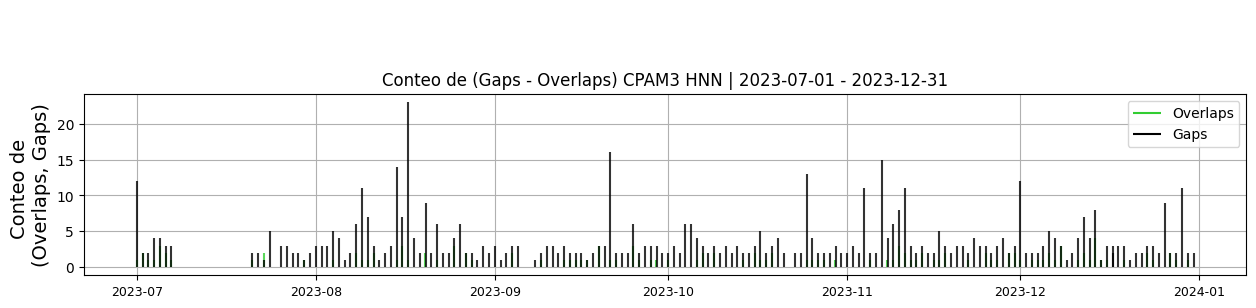 Conteo de (Gaps - Overlaps) CPAM3 HNN | 2023-07-01 - 2023-12-31
Conteo de
(Overlaps, Gaps)
20
15
10
5
0
Overlaps
Gaps
2023-07
2023-08
2023-09
2023-10
2023-11
2023-12
2024-01